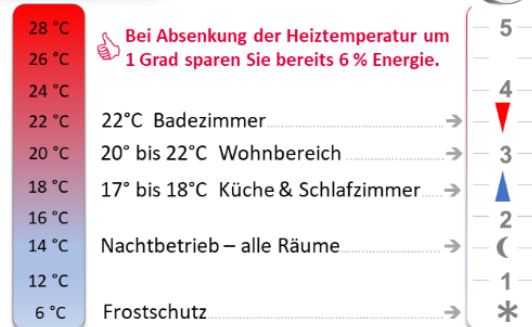 28 °C
5
Bei Absenkung der Heiztemperatur um
1 Grad sparen Sie bereits 6 % Energie.
26 °C
24 °C
4
22 °C
22°C Badezimmer
20 °C
20° bis 22°C Wohnbereich
3
18 °C
17° bis 18°C Küche & Schlafzimmer
16 °C
2
14 °C
Nachtbetrieb – alle Räume
12 °C
1
6 °C
Frostschutz